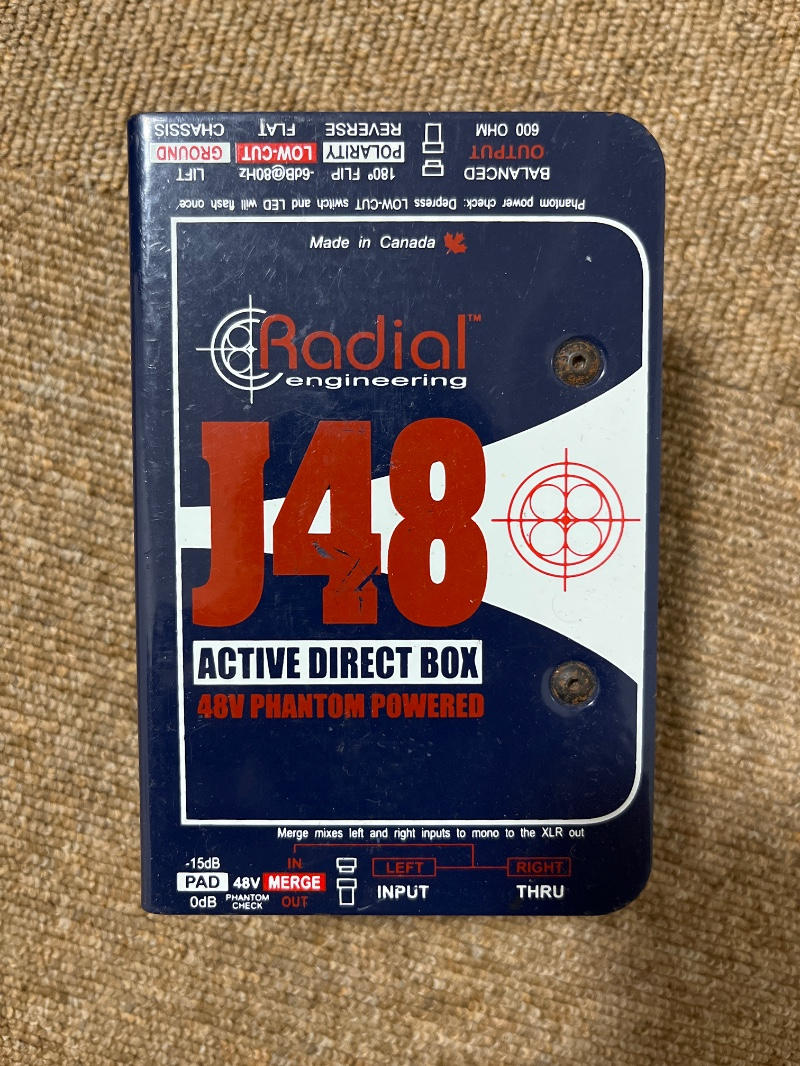 CHASSIS FLAT REVERSE 600 OHM
GROUND LOW-CUT POLARITY OUTPUT
LIFT -6dB@80Hz 180° FLIP BALANCED
Phantom power check: Depress LOW-CUT switch and LED will flash once.
Made in Canada
Radial™
engineering
J48
ACTIVE DIRECT BOX
48V PHANTOM POWERED
Merge mixes left and right inputs to mono to the XLR out
-15dB IN LEFT RIGHT
PAD 48V MERGE INPUT THRU
0dB PHANTOM CHECK OUT